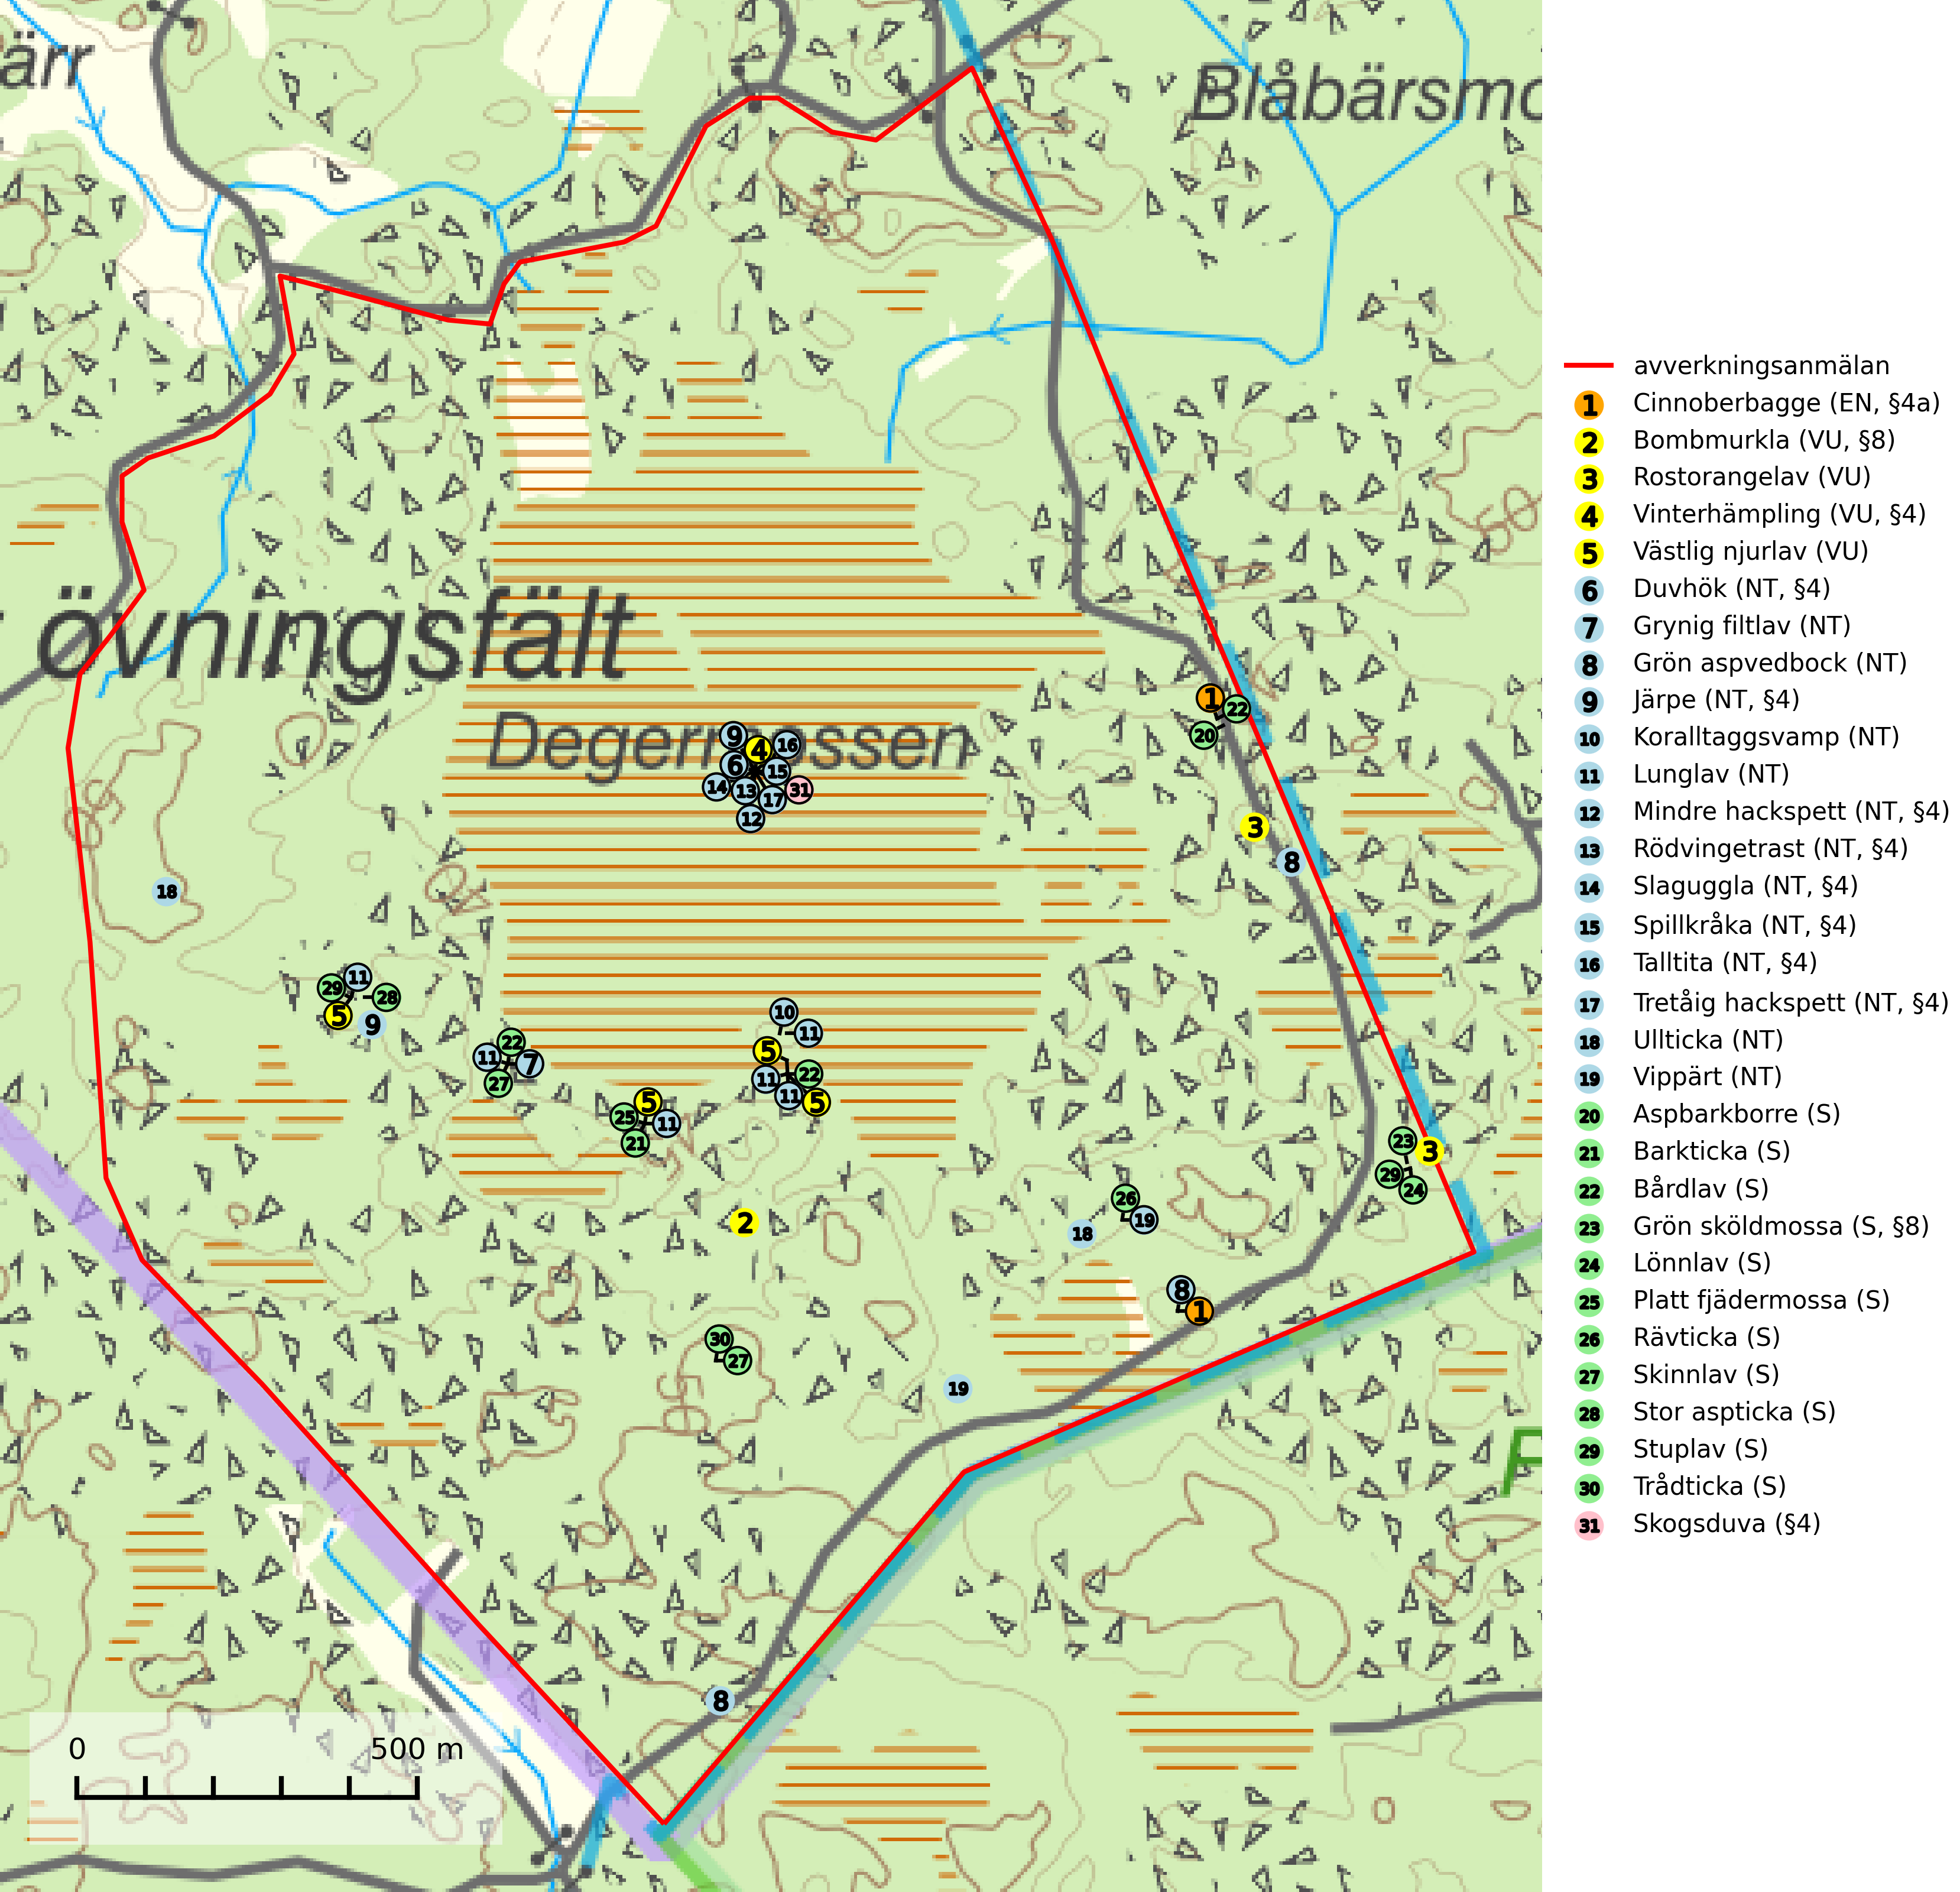 ärr
Blåbärsmo
övningsfält
Degermossen
1
22
20
9
4
16
6
15
14
13
17
31
12
3
8
18
29
11
28
5
9
10
11
5
22
11
7
27
11
22
11
5
5
25
11
21
23
3
29
24
26
19
18
2
8
1
30
27
19
8
0 500 m
avverkningsanmälan
1 Cinnoberbagge (EN, §4a)
2 Bombmurkla (VU, §8)
3 Rostorangelav (VU)
4 Vinterhämpling (VU, §4)
5 Västlig njurlav (VU)
6 Duvhök (NT, §4)
7 Grynig filtlav (NT)
8 Grön aspvedbock (NT)
9 Järpe (NT, §4)
10 Koralltaggsvamp (NT)
11 Lunglav (NT)
12 Mindre hackspett (NT, §4)
13 Rödvingetrast (NT, §4)
14 Slaguggla (NT, §4)
15 Spillkråka (NT, §4)
16 Talltita (NT, §4)
17 Tretåig hackspett (NT, §4)
18 Ullticka (NT)
19 Vippärt (NT)
20 Aspbarkborre (S)
21 Barkticka (S)
22 Bårdlav (S)
23 Grön sköldmossa (S, §8)
24 Lönnlav (S)
25 Platt fjädermossa (S)
26 Rävticka (S)
27 Skinnlav (S)
28 Stor aspticka (S)
29 Stuplav (S)
30 Trådticka (S)
31 Skogsduva (§4)